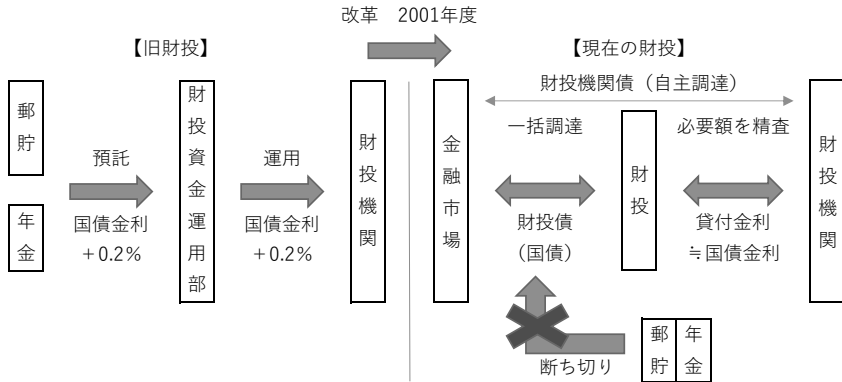 改革　2001年度
【旧財投】
【現在の財投】
郵貯
年金
預託
国債金利
＋0.2％
財投資金運用部
運用
国債金利
＋0.2％
財投機関
金融市場
財投機関債（自主調達）
一括調達
財投債
（国債）
財投
必要額を精査
貸付金利
≒国債金利
財投機関
断ち切り
郵貯
年金